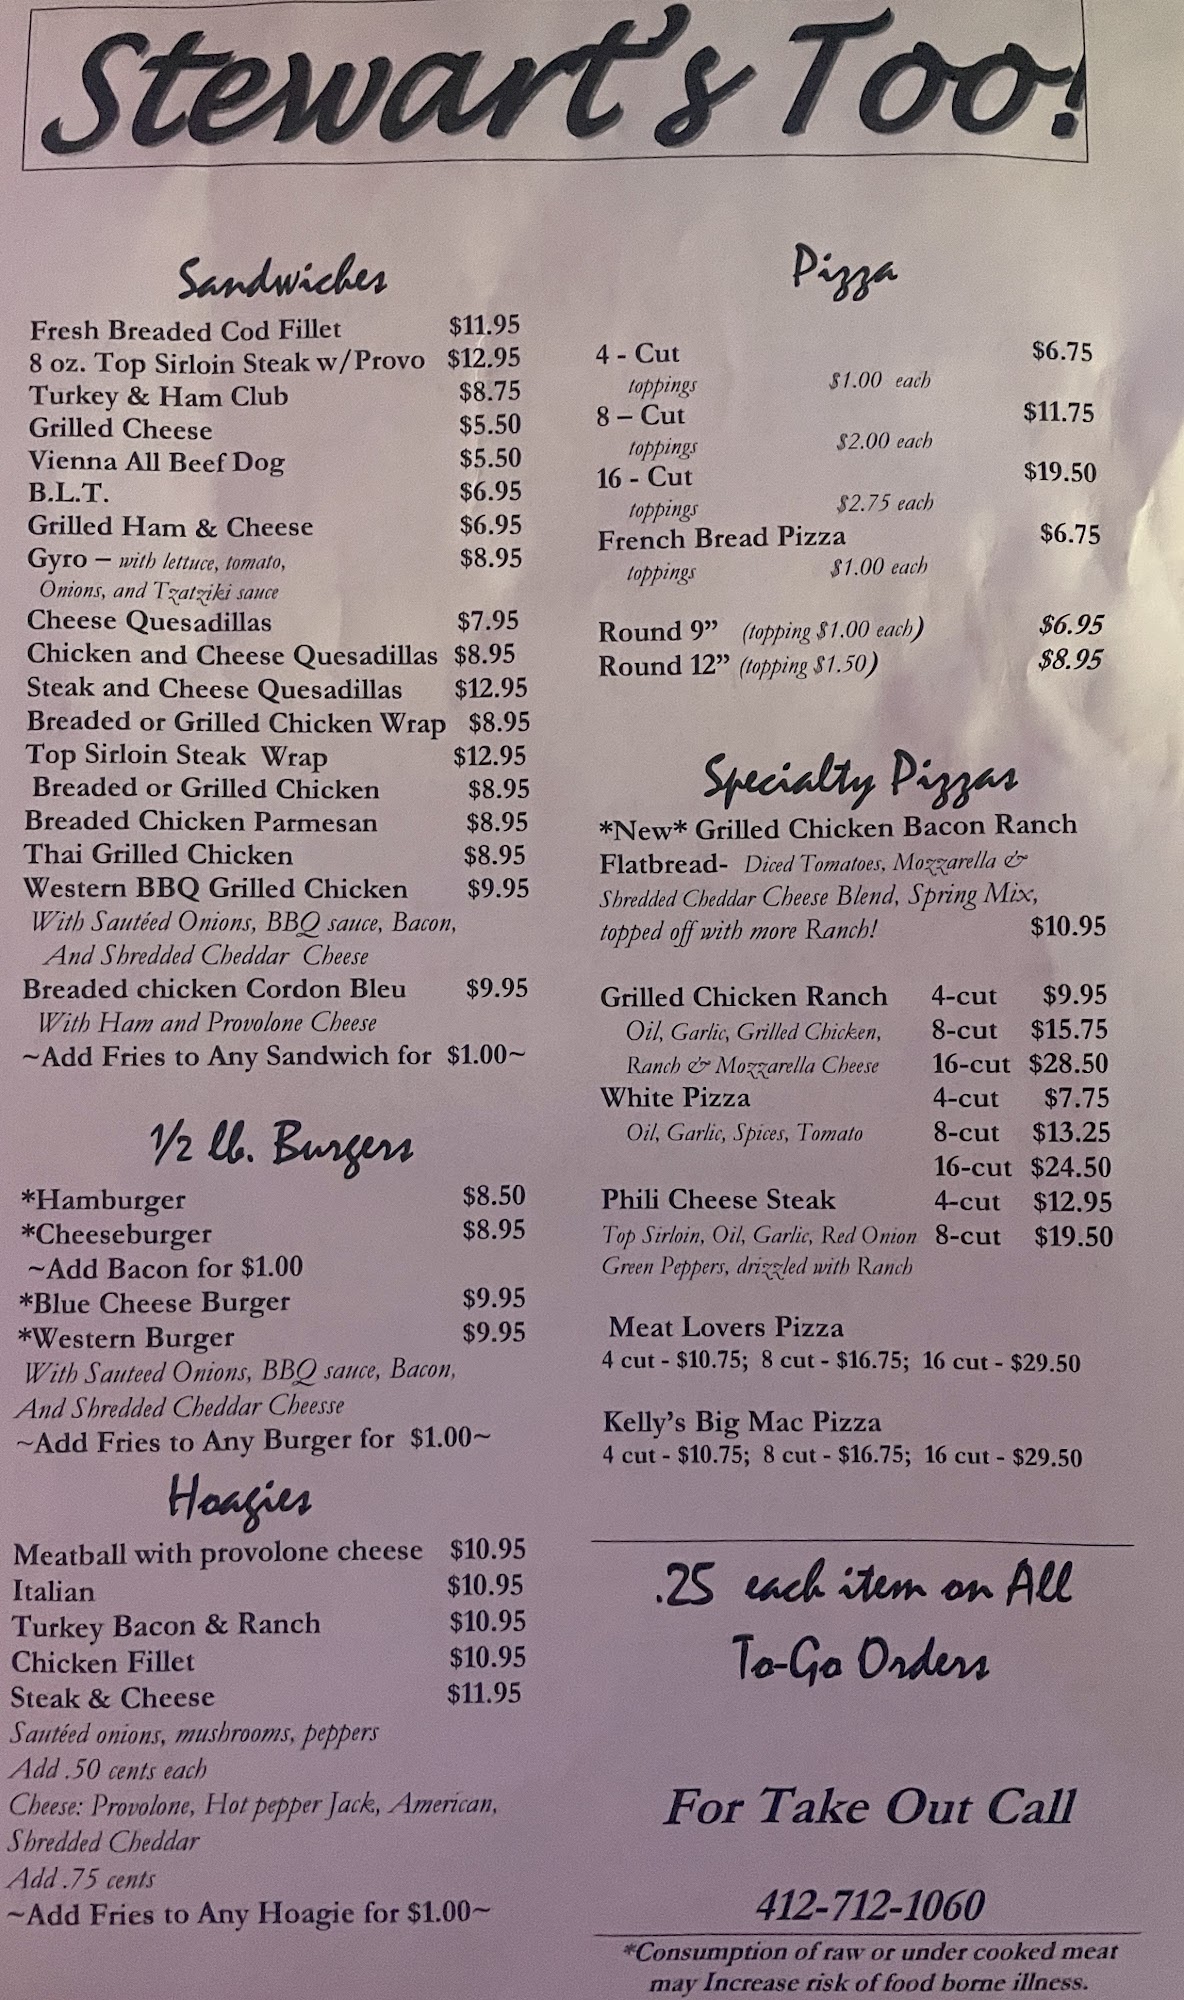 Stewart's Too!
Sandwiches
Fresh Breaded Cod Fillet $11.95
8 oz. Top Sirloin Steak w/Provo $12.95
Turkey & Ham Club $8.75
Grilled Cheese $5.50
Vienna All Beef Dog $5.50
B.L.T. $6.95
Grilled Ham & Cheese $6.95
Gyro – with lettuce, tomato, $8.95
Onions, and Tzatziki sauce
Cheese Quesadillas $7.95
Chicken and Cheese Quesadillas $8.95
Steak and Cheese Quesadillas $12.95
Breaded or Grilled Chicken Wrap $8.95
Top Sirloin Steak Wrap $12.95
Breaded or Grilled Chicken $8.95
Breaded Chicken Parmesan $8.95
Thai Grilled Chicken $8.95
Western BBQ Grilled Chicken $9.95
With Sautéed Onions, BBQ sauce, Bacon,
And Shredded Cheddar Cheese
Breaded chicken Cordon Bleu $9.95
With Ham and Provolone Cheese
~Add Fries to Any Sandwich for $1.00~
1/2 lb. Burgers
*Hamburger $8.50
*Cheeseburger $8.95
~Add Bacon for $1.00
*Blue Cheese Burger $9.95
*Western Burger $9.95
With Sauteed Onions, BBQ sauce, Bacon,
And Shredded Cheddar Cheesse
~Add Fries to Any Burger for $1.00~
Hoagies
Meatball with provolone cheese $10.95
Italian $10.95
Turkey Bacon & Ranch $10.95
Chicken Fillet $10.95
Steak & Cheese $11.95
Sautéed onions, mushrooms, peppers
Add .50 cents each
Cheese: Provolone, Hot pepper Jack, American,
Shredded Cheddar
Add .75 cents
~Add Fries to Any Hoagie for $1.00~
Pizza
4 - Cut $6.75
toppings $1.00 each
8 – Cut $11.75
toppings $2.00 each
16 - Cut $19.50
toppings $2.75 each
French Bread Pizza $6.75
toppings $1.00 each
Round 9” (topping $1.00 each) $6.95
Round 12” (topping $1.50) $8.95
Specialty Pizzas
*New* Grilled Chicken Bacon Ranch
Flatbread- Diced Tomatoes, Mozzarella &
Shredded Cheddar Cheese Blend, Spring Mix,
topped off with more Ranch! $10.95
Grilled Chicken Ranch 4-cut $9.95
Oil, Garlic, Grilled Chicken, 8-cut $15.75
Ranch & Mozzarella Cheese 16-cut $28.50
White Pizza 4-cut $7.75
Oil, Garlic, Spices, Tomato 8-cut $13.25
16-cut $24.50
Phili Cheese Steak 4-cut $12.95
Top Sirloin, Oil, Garlic, Red Onion 8-cut $19.50
Green Peppers, drizzled with Ranch
Meat Lovers Pizza
4 cut - $10.75; 8 cut - $16.75; 16 cut - $29.50
Kelly's Big Mac Pizza
4 cut - $10.75; 8 cut - $16.75; 16 cut - $29.50
.25 each item on All
To-Go Orders
For Take Out Call
412-712-1060
*Consumption of raw or under cooked meat
may Increase risk of food borne illness.